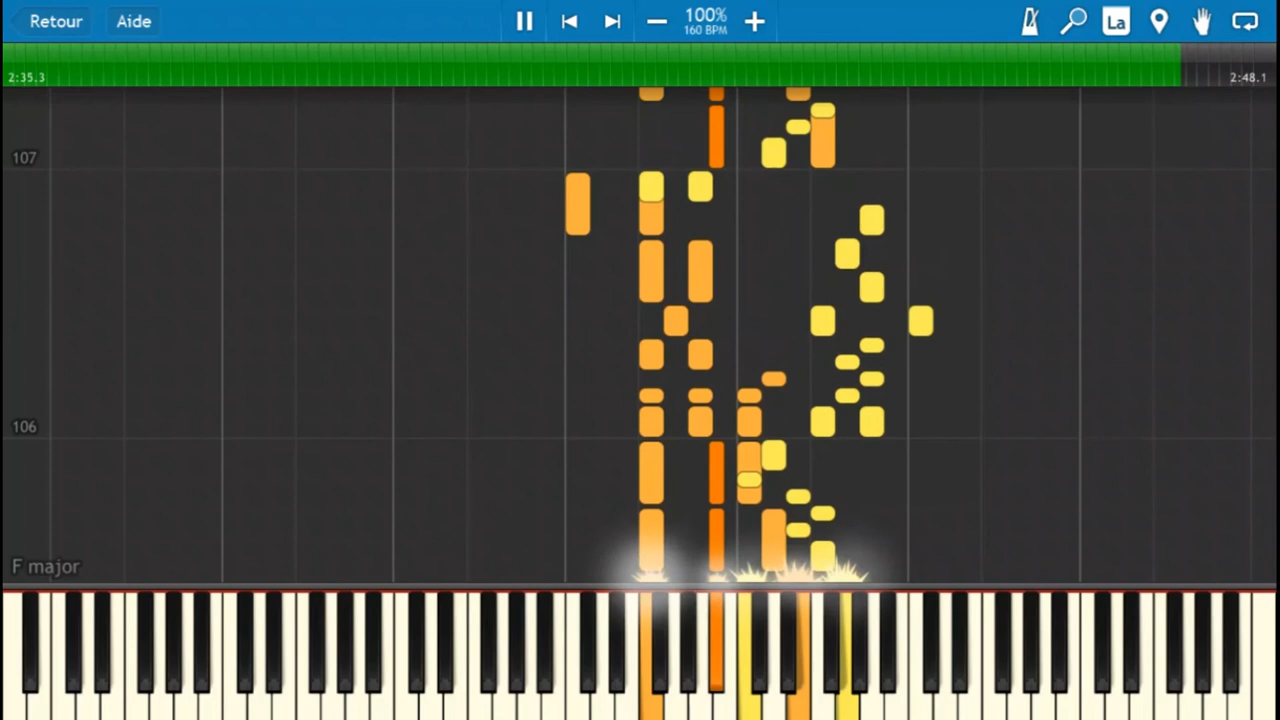 Retour
Aide
100%
160 BPM
La
2:35.3
2:48.1
107
106
F major